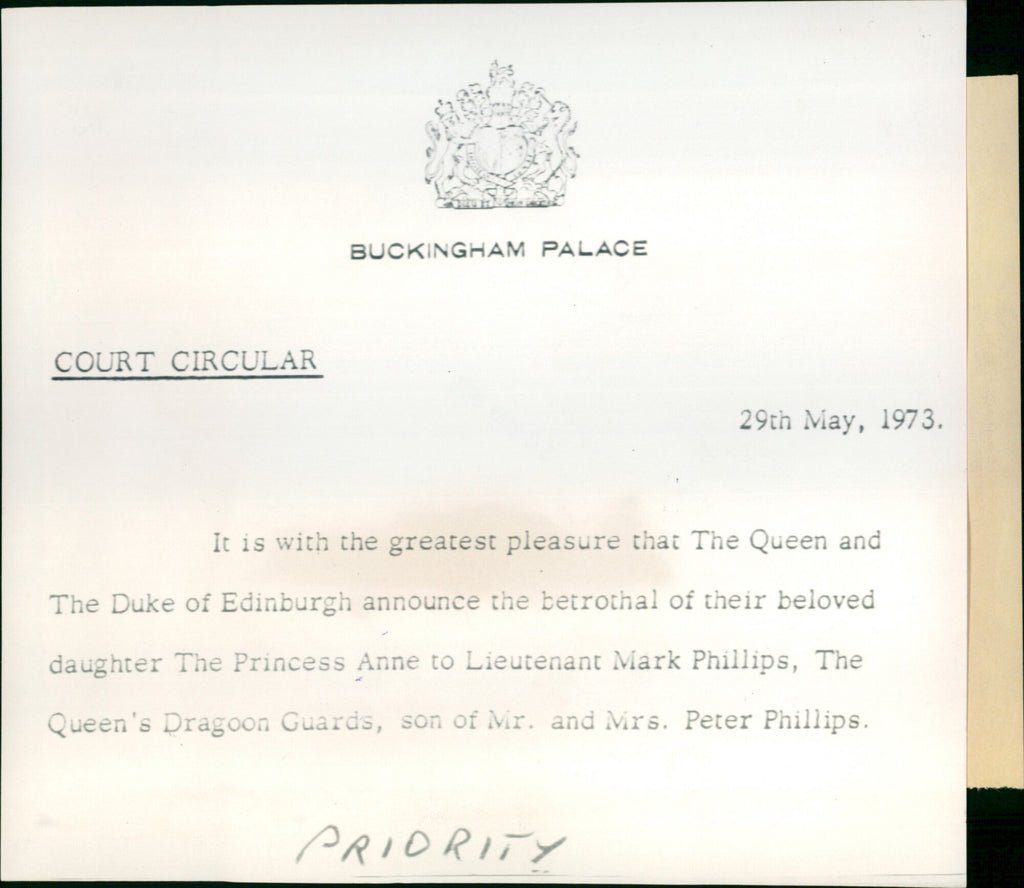 BUCKINGHAM PALACE
COURT CIRCULAR
29th May, 1973.
It is with the greatest pleasure that The Queen and
The Duke of Edinburgh announce the betrothal of their beloved
daughter The Princess Anne to Lieutenant Mark Phillips, The
Queen's Dragoon Guards, son of Mr. and Mrs. Peter Phillips.
PRIORITY